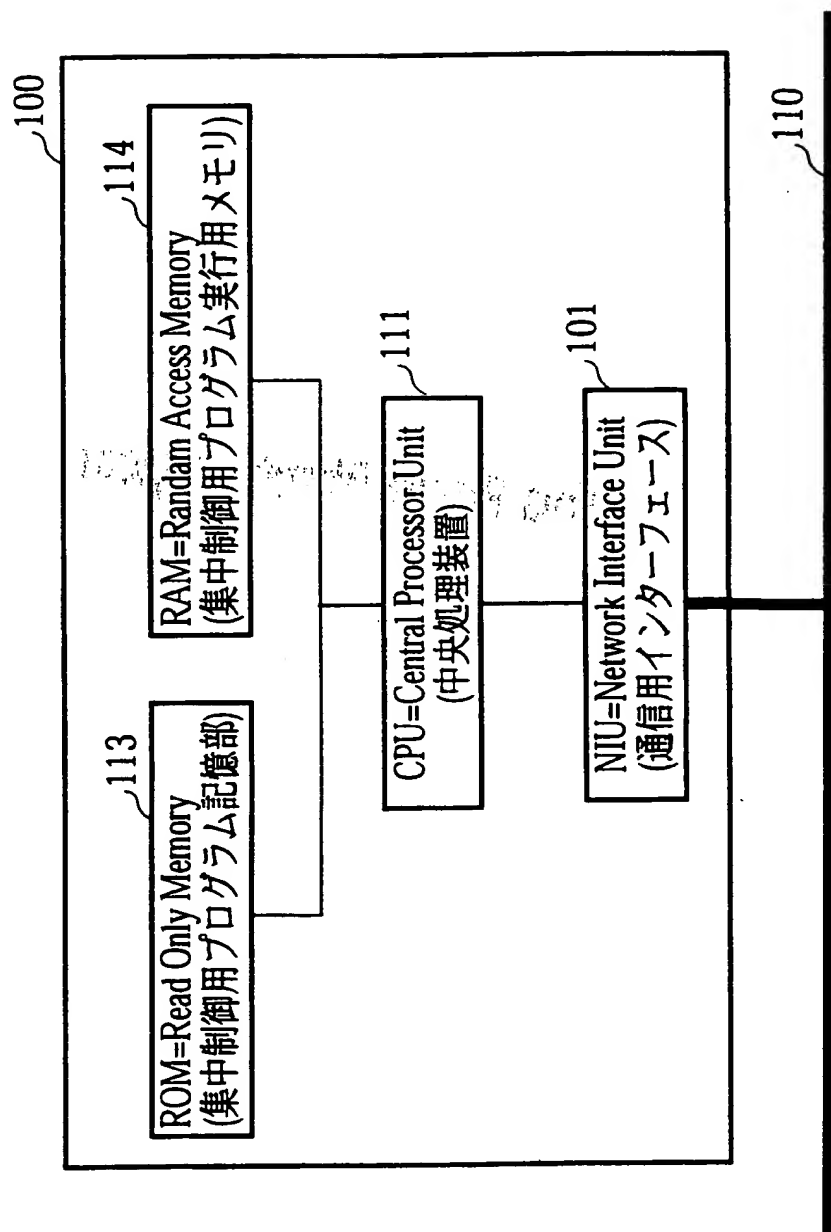 100
113
ROM=Read Only Memory
(集中制御用プログラム記憶部)
114
RAM=Randam Access Memory
(集中制御用プログラム実行用メモリ)
111
CPU=Central Processor Unit
(中央処理装置)
101
NIU=Network Interface Unit
(通信用インターフェース)
110